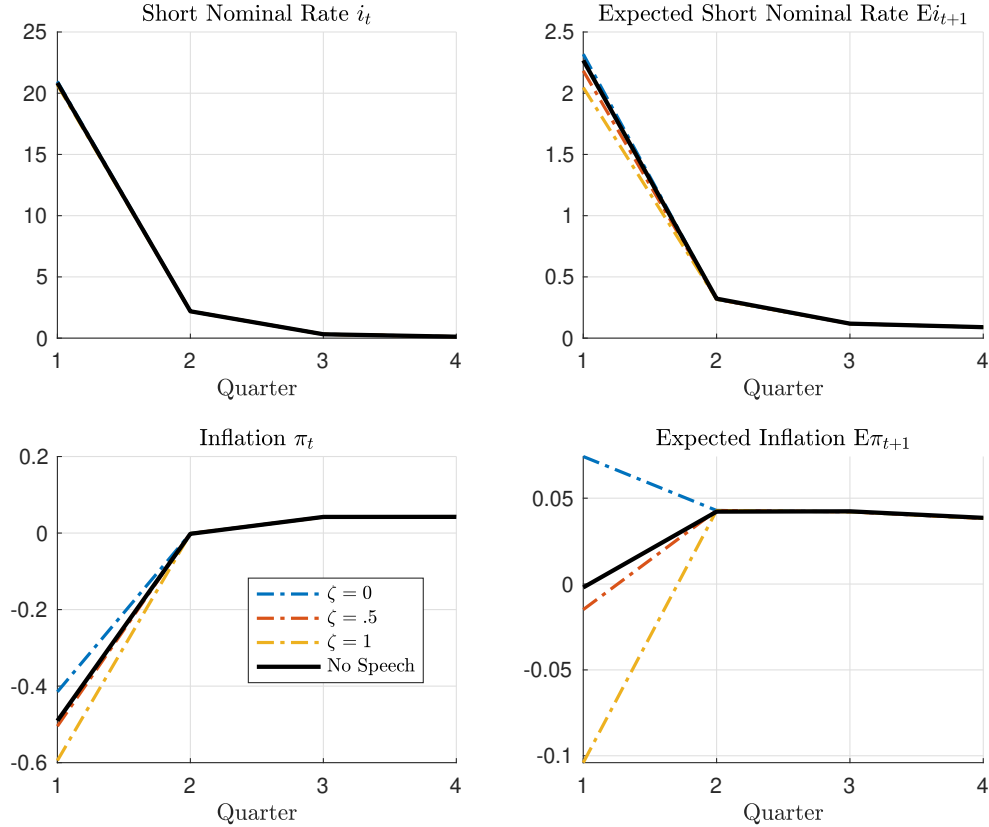 Short Nominal Rate i_t
25
20
15
10
5
0
1 2 3 4
Quarter
Expected Short Nominal Rate Ei_{t+1}
2.5
2
1.5
1
0.5
0
1 2 3 4
Quarter
Inflation π_t
0.2
0
-0.2
-0.4
-0.6
ζ = 0
ζ = .5
ζ = 1
No Speech
1 2 3 4
Quarter
Expected Inflation Eπ_{t+1}
0.05
0
-0.05
-0.1
1 2 3 4
Quarter